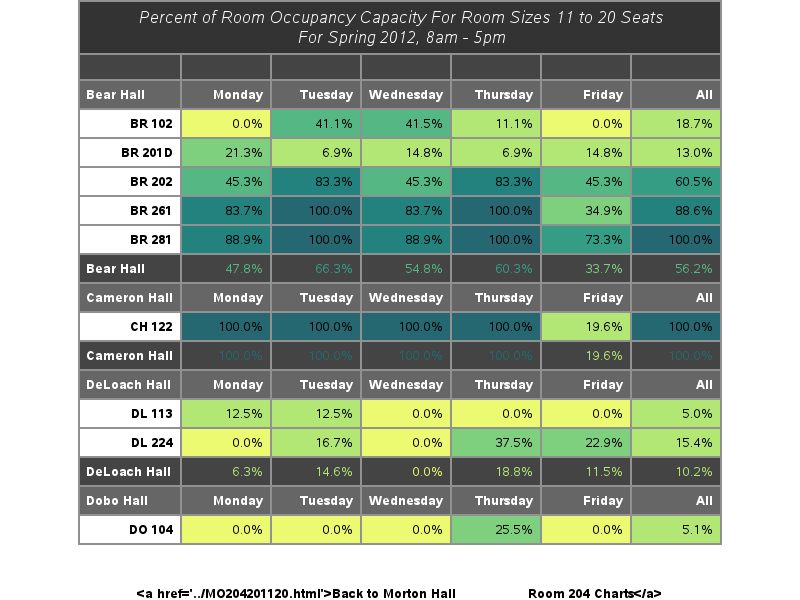 Percent of Room Occupancy Capacity For Room Sizes 11 to 20 Seats
For Spring 2012, 8am - 5pm
Bear Hall Monday Tuesday Wednesday Thursday Friday All
BR 102 0.0% 41.1% 41.5% 11.1% 0.0% 18.7%
BR 201D 21.3% 6.9% 14.8% 6.9% 14.8% 13.0%
BR 202 45.3% 83.3% 45.3% 83.3% 45.3% 60.5%
BR 261 83.7% 100.0% 83.7% 100.0% 34.9% 88.6%
BR 281 88.9% 100.0% 88.9% 100.0% 73.3% 100.0%
Bear Hall 47.8% 66.3% 54.8% 60.3% 33.7% 56.2%
Cameron Hall Monday Tuesday Wednesday Thursday Friday All
CH 122 100.0% 100.0% 100.0% 100.0% 19.6% 100.0%
Cameron Hall 100.0% 100.0% 100.0% 100.0% 19.6% 100.0%
DeLoach Hall Monday Tuesday Wednesday Thursday Friday All
DL 113 12.5% 12.5% 0.0% 0.0% 0.0% 5.0%
DL 224 0.0% 16.7% 0.0% 37.5% 22.9% 15.4%
DeLoach Hall 6.3% 14.6% 0.0% 18.8% 11.5% 10.2%
Dobo Hall Monday Tuesday Wednesday Thursday Friday All
DO 104 0.0% 0.0% 0.0% 25.5% 0.0% 5.1%
<a href='../MO204201120.html'>Back to Morton Hall Room 204 Charts</a>